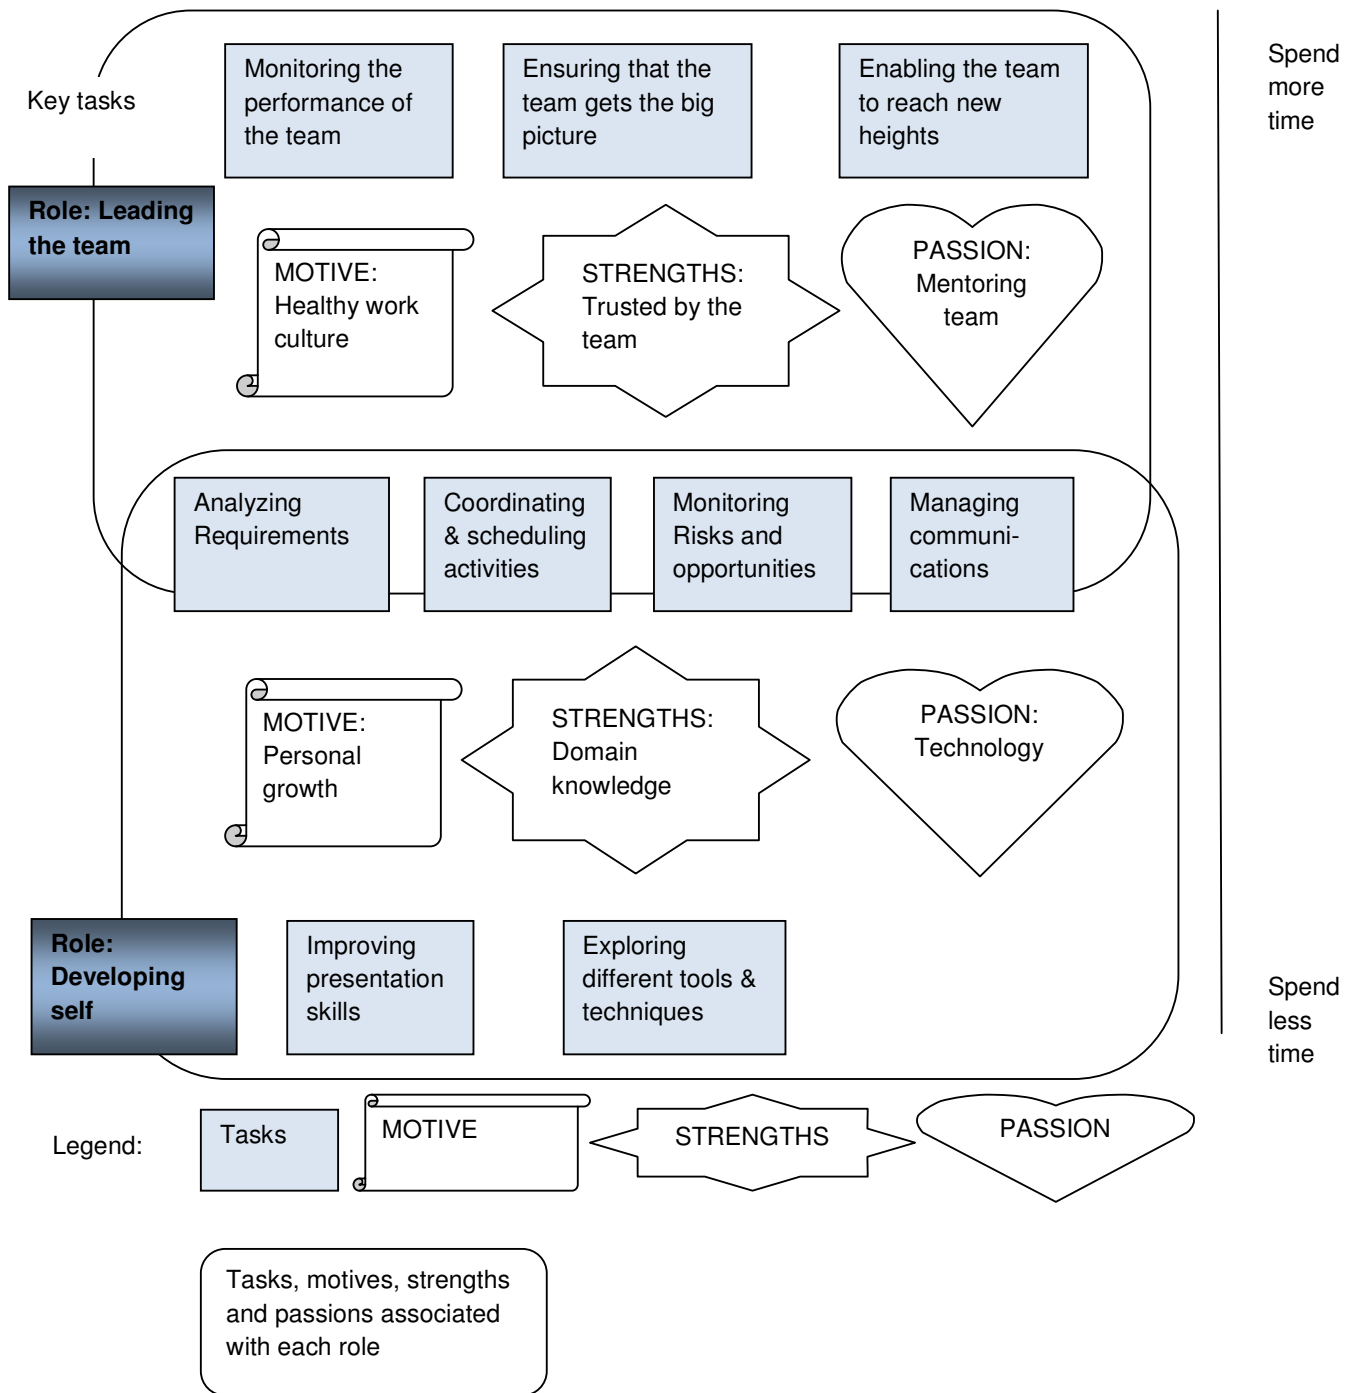 Key tasks
Monitoring the
performance of
the team
Ensuring that the
team gets the big
picture
Enabling the team
to reach new
heights
Spend
more
time
Role: Leading
the team
MOTIVE:
Healthy work
culture
STRENGTHS:
Trusted by the
team
PASSION:
Mentoring
team
Analyzing
Requirements
Coordinating
& scheduling
activities
Monitoring
Risks and
opportunities
Managing
communi-
cations
MOTIVE:
Personal
growth
STRENGTHS:
Domain
knowledge
PASSION:
Technology
Role:
Developing
self
Improving
presentation
skills
Exploring
different tools &
techniques
Spend
less
time
Legend:
Tasks
MOTIVE
STRENGTHS
PASSION
Tasks, motives, strengths
and passions associated
with each role